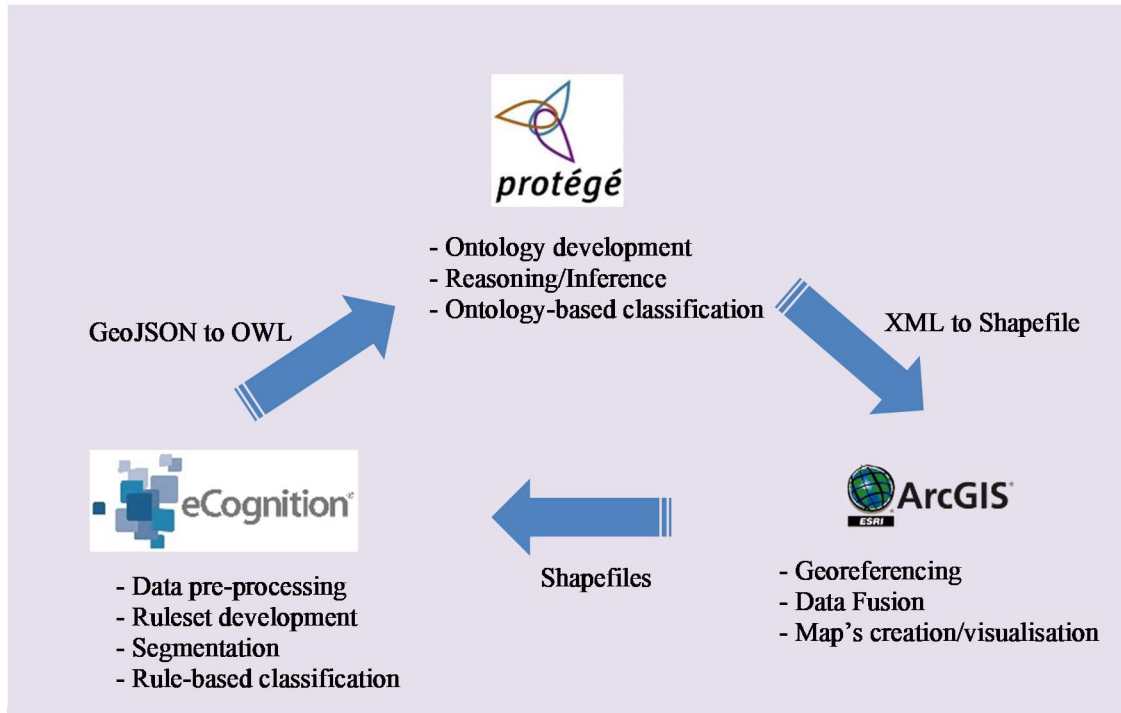 protégé
- Ontology development
- Reasoning/Inference
- Ontology-based classification
GeoJSON to OWL
XML to Shapefile
eCognition
- Data pre-processing
- Ruleset development
- Segmentation
- Rule-based classification
Shapefiles
ArcGIS
ESRI
- Georeferencing
- Data Fusion
- Map's creation/visualisation